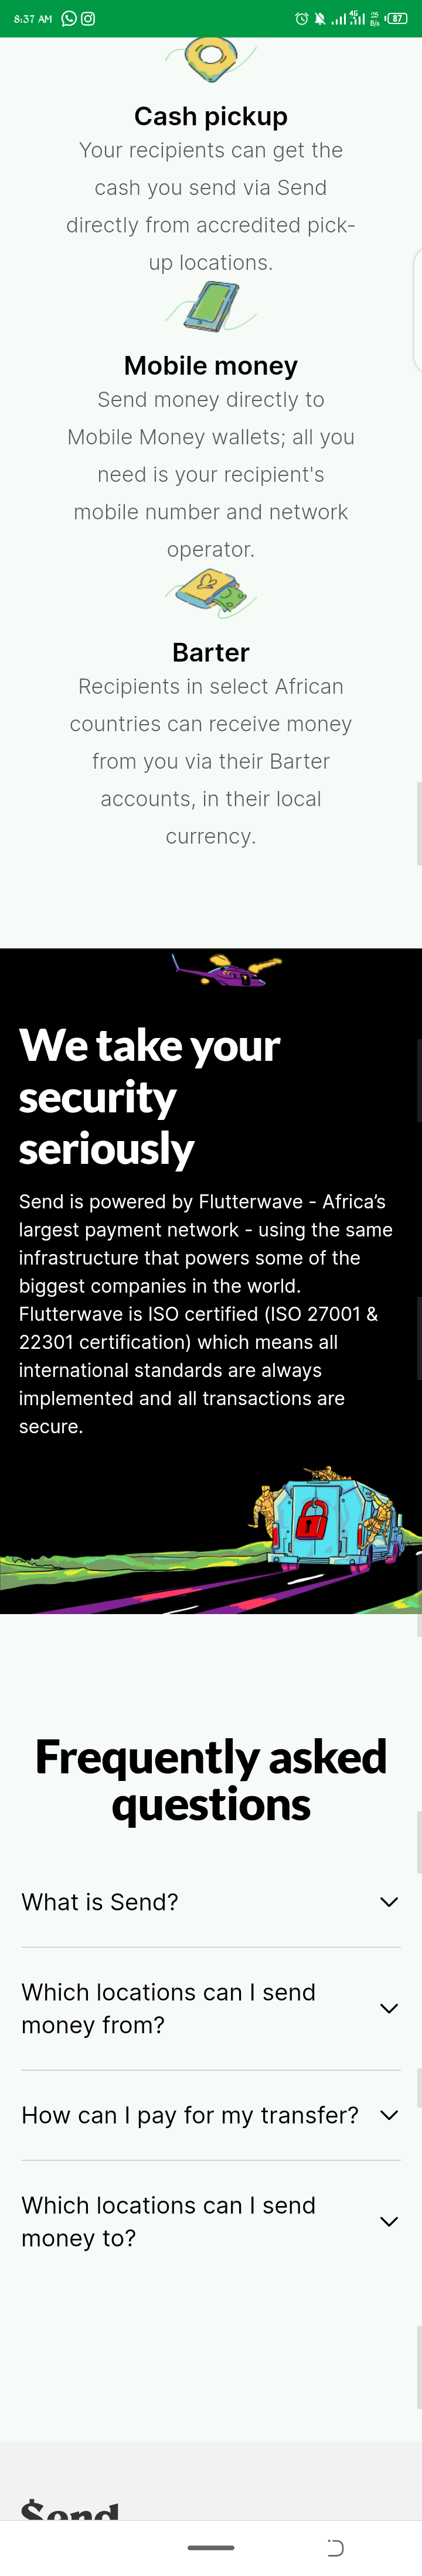 8:37 AM
4G
25
B/s
87
Cash pickup
Your recipients can get the
cash you send via Send
directly from accredited pick-
up locations.
Mobile money
Send money directly to
Mobile Money wallets; all you
need is your recipient's
mobile number and network
operator.
Barter
Recipients in select African
countries can receive money
from you via their Barter
accounts, in their local
currency.
We take your
security
seriously
Send is powered by Flutterwave - Africa’s
largest payment network - using the same
infrastructure that powers some of the
biggest companies in the world.
Flutterwave is ISO certified (ISO 27001 &
22301 certification) which means all
international standards are always
implemented and all transactions are
secure.
Frequently asked
questions
What is Send?
Which locations can I send
money from?
How can I pay for my transfer?
Which locations can I send
money to?
$end